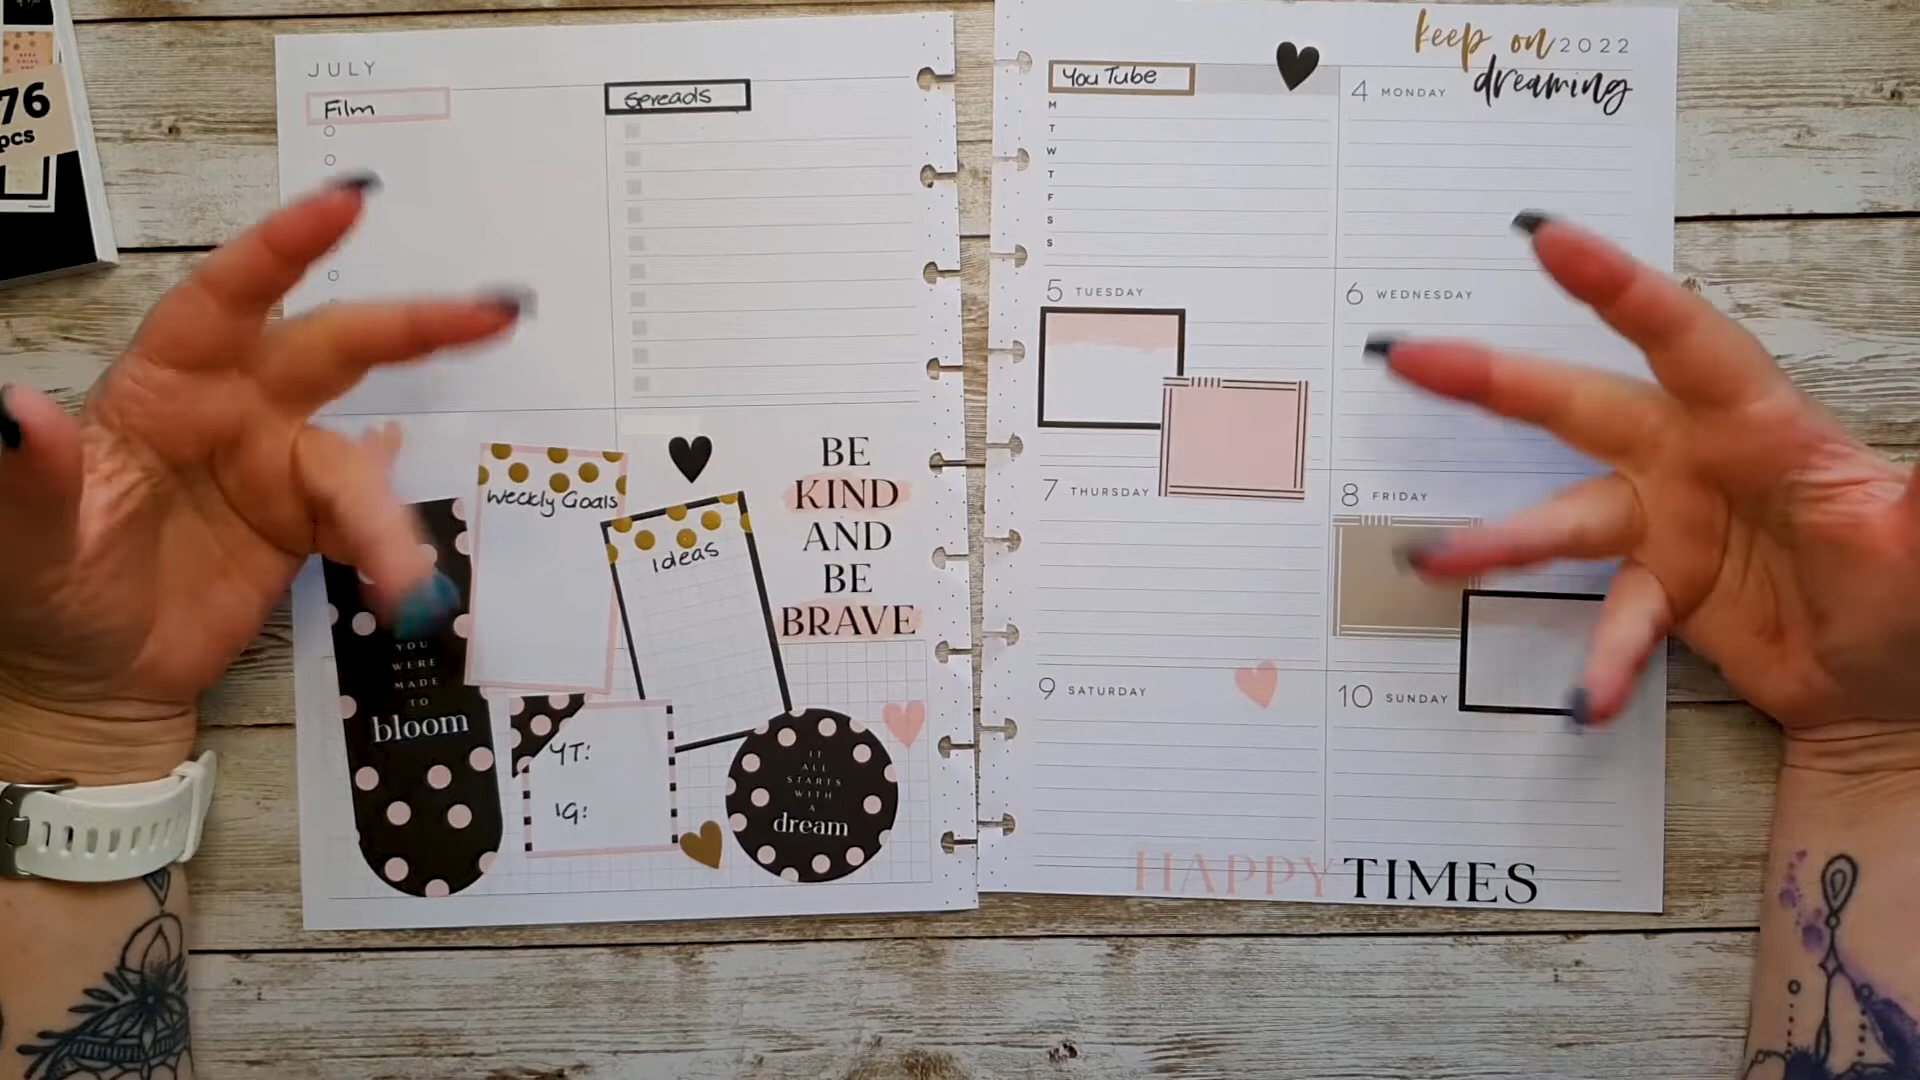 76
pcs
JULY
Film
Spreads
Weekly Goals
Ideas
BE
KIND
AND
BE
BRAVE
YOU
WERE
MADE
TO
bloom
YT:
IG:
IT
ALL
STARTS
WITH
A
dream
keep on 2022
dreaming
YouTube
M
T
W
T
F
S
S
4 MONDAY
5 TUESDAY
6 WEDNESDAY
7 THURSDAY
8 FRIDAY
9 SATURDAY
10 SUNDAY
HAPPY TIMES